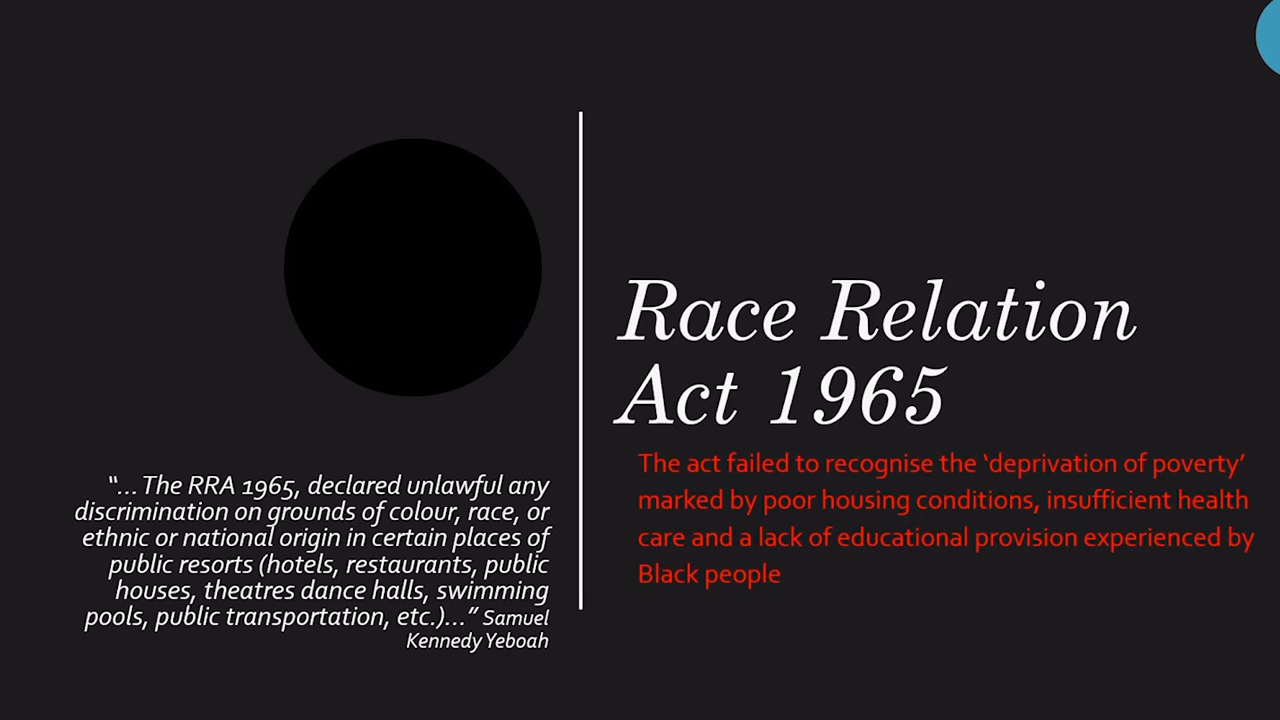 “… The RRA 1965, declared unlawful any
discrimination on grounds of colour, race, or
ethnic or national origin in certain places of
public resorts (hotels, restaurants, public
houses, theatres dance halls, swimming
pools, public transportation, etc.)…” Samuel
Kennedy Yeboah
Race Relation
Act 1965
The act failed to recognise the ‘deprivation of poverty’
marked by poor housing conditions, insufficient health
care and a lack of educational provision experienced by
Black people